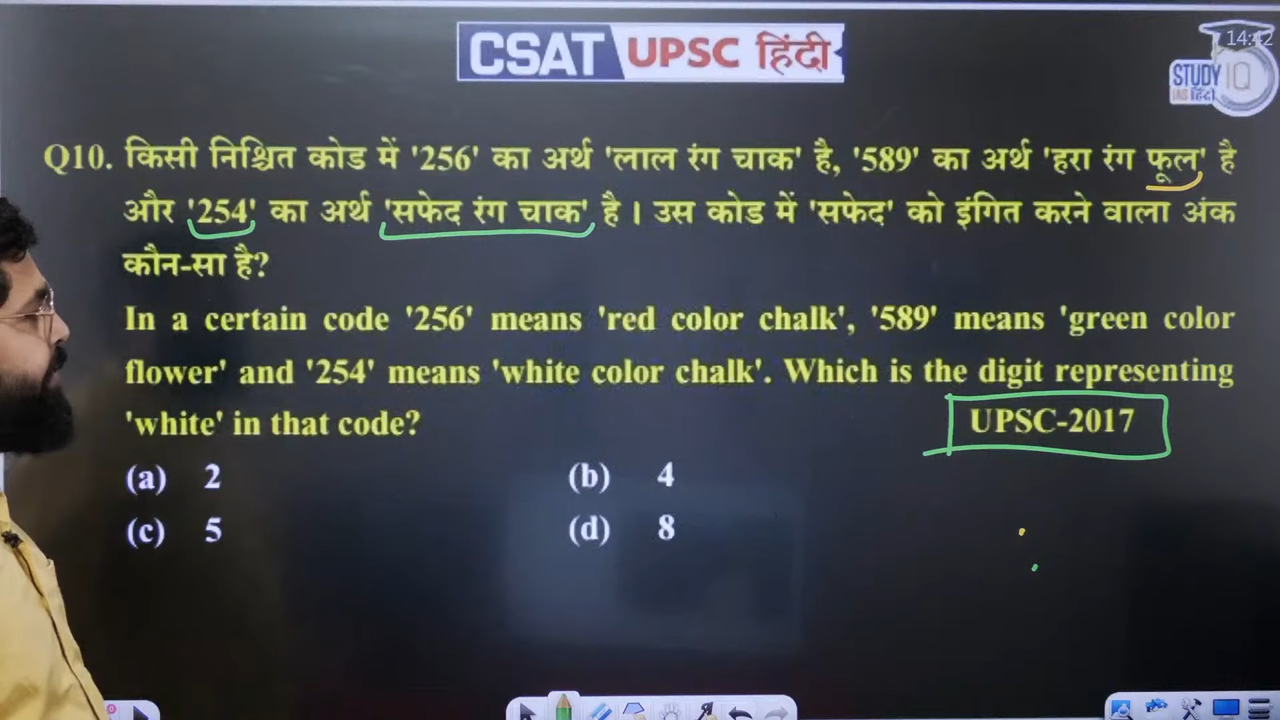 CSAT UPSC हिंदी
14:42
STUDY IQ
IAS हिंदी
Q10. किसी निश्चित कोड में '256' का अर्थ 'लाल रंग चाक' है, '589' का अर्थ 'हरा रंग फूल' है
और '254' का अर्थ 'सफेद रंग चाक' है । उस कोड में 'सफेद' को इंगित करने वाला अंक
कौन-सा है?
In a certain code '256' means 'red color chalk', '589' means 'green color
flower' and '254' means 'white color chalk'. Which is the digit representing
'white' in that code?
UPSC-2017
(a) 2 (b) 4
(c) 5 (d) 8